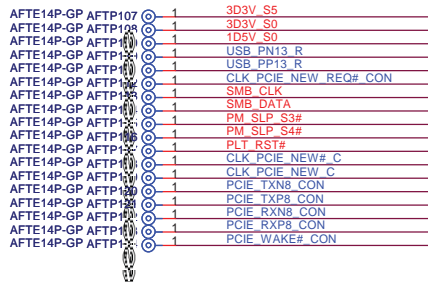 AFTE14P-GP AFTP107 1 3D3V_S5
AFTE14P-GP 1 3D3V_S0
AFTE14P-GP 1 1D5V_S0
AFTE14P-GP 1 USB_PN13_R
AFTE14P-GP 1 USB_PP13_R
AFTE14P-GP 1 CLK_PCIE_NEW_REQ#_CON
AFTE14P-GP 1 SMB_CLK
AFTE14P-GP 1 SMB_DATA
AFTE14P-GP 1 PM_SLP_S3#
AFTE14P-GP 1 PM_SLP_S4#
AFTE14P-GP 1 PLT_RST#
AFTE14P-GP 1 CLK_PCIE_NEW#_C
AFTE14P-GP 1 CLK_PCIE_NEW_C
AFTE14P-GP 1 PCIE_TXN8_CON
AFTE14P-GP 1 PCIE_TXP8_CON
AFTE14P-GP 1 PCIE_RXN8_CON
AFTE14P-GP 1 PCIE_RXP8_CON
AFTE14P-GP 1 PCIE_WAKE#_CON